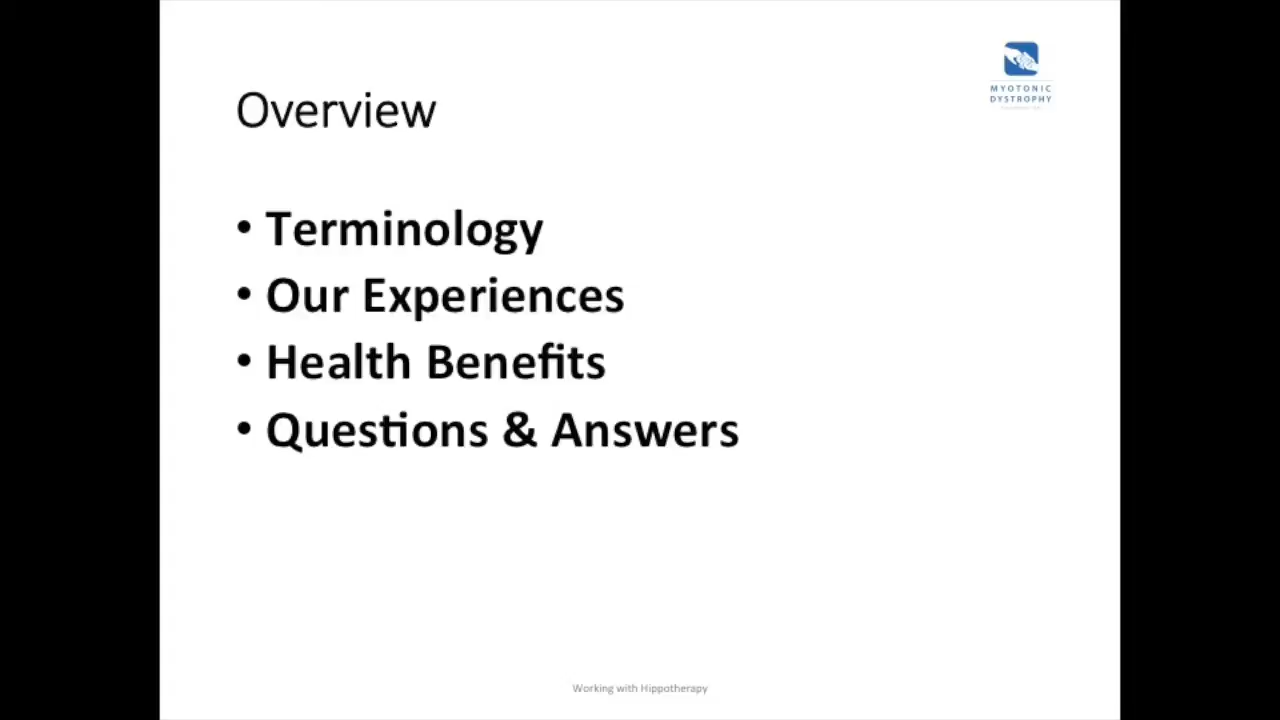 MYOTONIC
DYSTROPHY
Overview
• Terminology
• Our Experiences
• Health Benefits
• Questions & Answers
Working with Hippotherapy